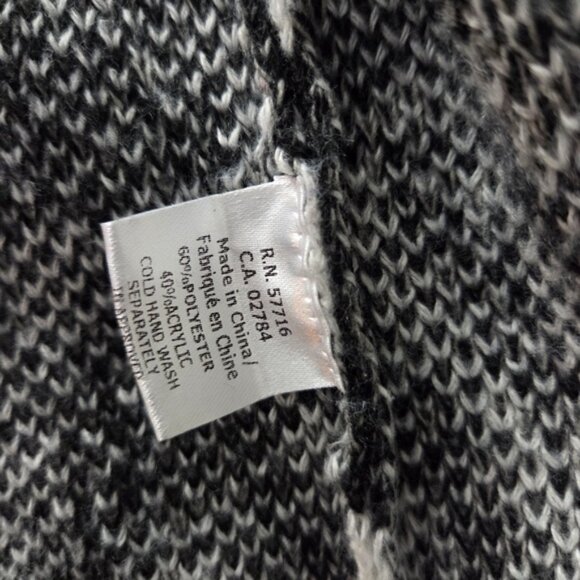 R.N. 57716
C.A. 02784
Made in China/
Fabriqué en Chine
60%POLYESTER
40%ACRYLIC
COLD HAND WASH
SEPARATELY